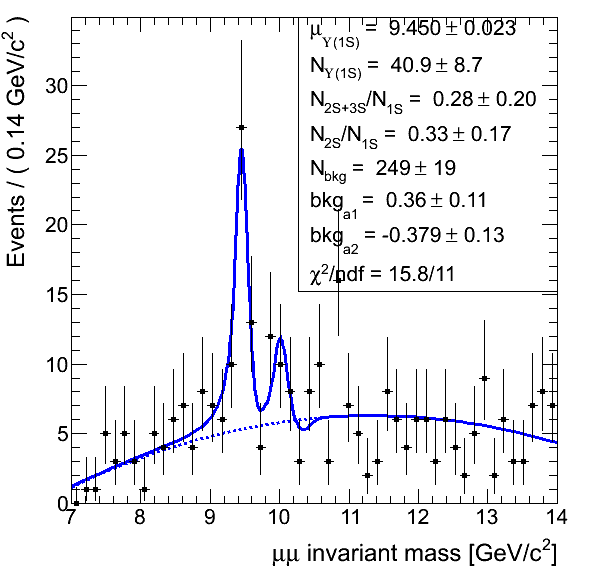 μ_Υ(1S) = 9.450 ± 0.023
N_Υ(1S) = 40.9 ± 8.7
N_2S+3S/N_1S = 0.28 ± 0.20
N_2S/N_1S = 0.33 ± 0.17
N_bkg = 249 ± 19
bkg_a1 = 0.36 ± 0.11
bkg_a2 = -0.379 ± 0.13
χ²/ndf = 15.8/11
Events / ( 0.14 GeV/c² )
30
25
20
15
10
5
0
7 8 9 10 11 12 13 14
μμ invariant mass [GeV/c²]